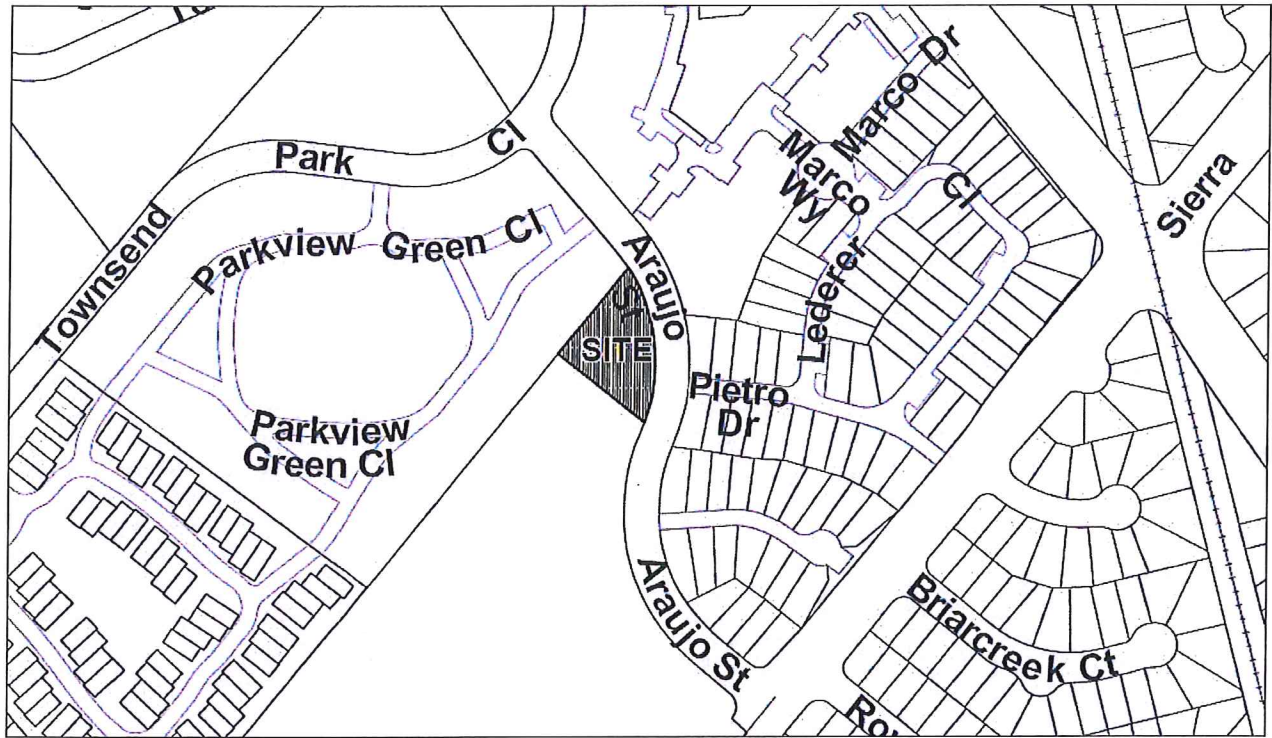 Marco Dr
Park
Cl
Marco
Wy
Cl
Sierra
Townsend
Parkview Green Cl
Araujo
St
Lederer
SITE
Pietro
Dr
Parkview
Green Cl
Araujo St
Briarcreek Ct